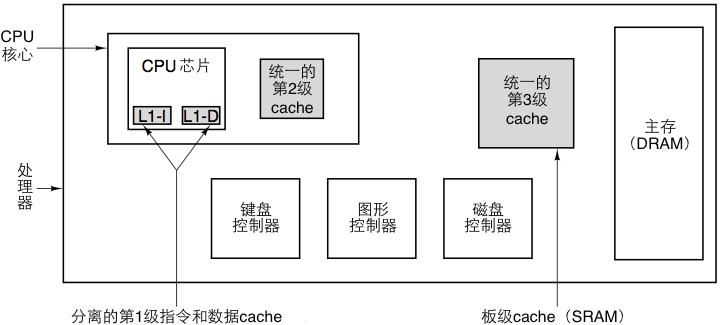 CPU
核心
CPU 芯片
L1-I
L1-D
统一的
第2级
cache
统一的
第3级
cache
主存
（DRAM）
处
理
器
键盘
控制器
图形
控制器
磁盘
控制器
分离的第1级指令和数据cache
板级cache（SRAM）